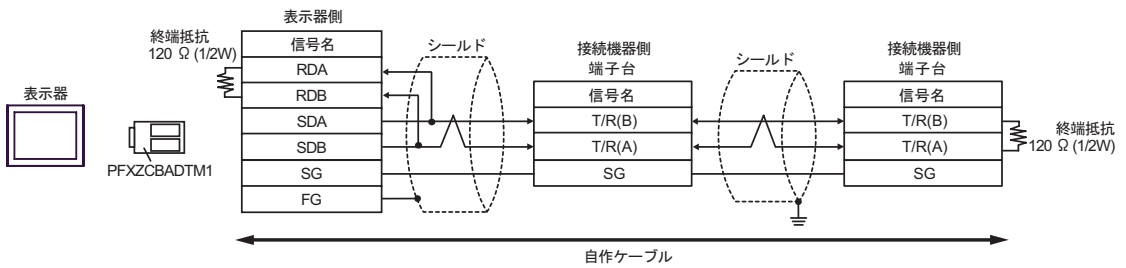 表示器側
終端抵抗
120 Ω (1/2W)
信号名
RDA
RDB
SDA
SDB
SG
FG
シールド
接続機器側
端子台
信号名
T/R(B)
T/R(A)
SG
シールド
接続機器側
端子台
信号名
T/R(B)
T/R(A)
SG
終端抵抗
120 Ω (1/2W)
表示器
PFXZCBADTM1
自作ケーブル